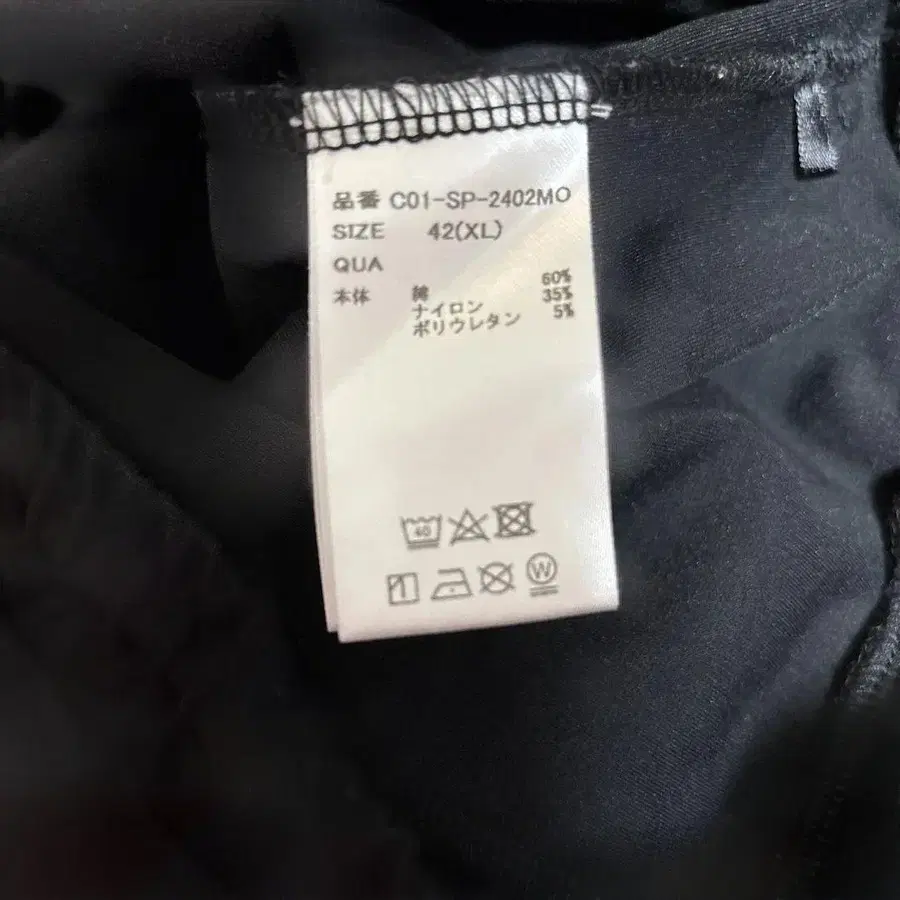 品番 C01-SP-2402MO
SIZE 42(XL)
QUA
本体 綿 60%
ナイロン 35%
ポリウレタン 5%
40
W